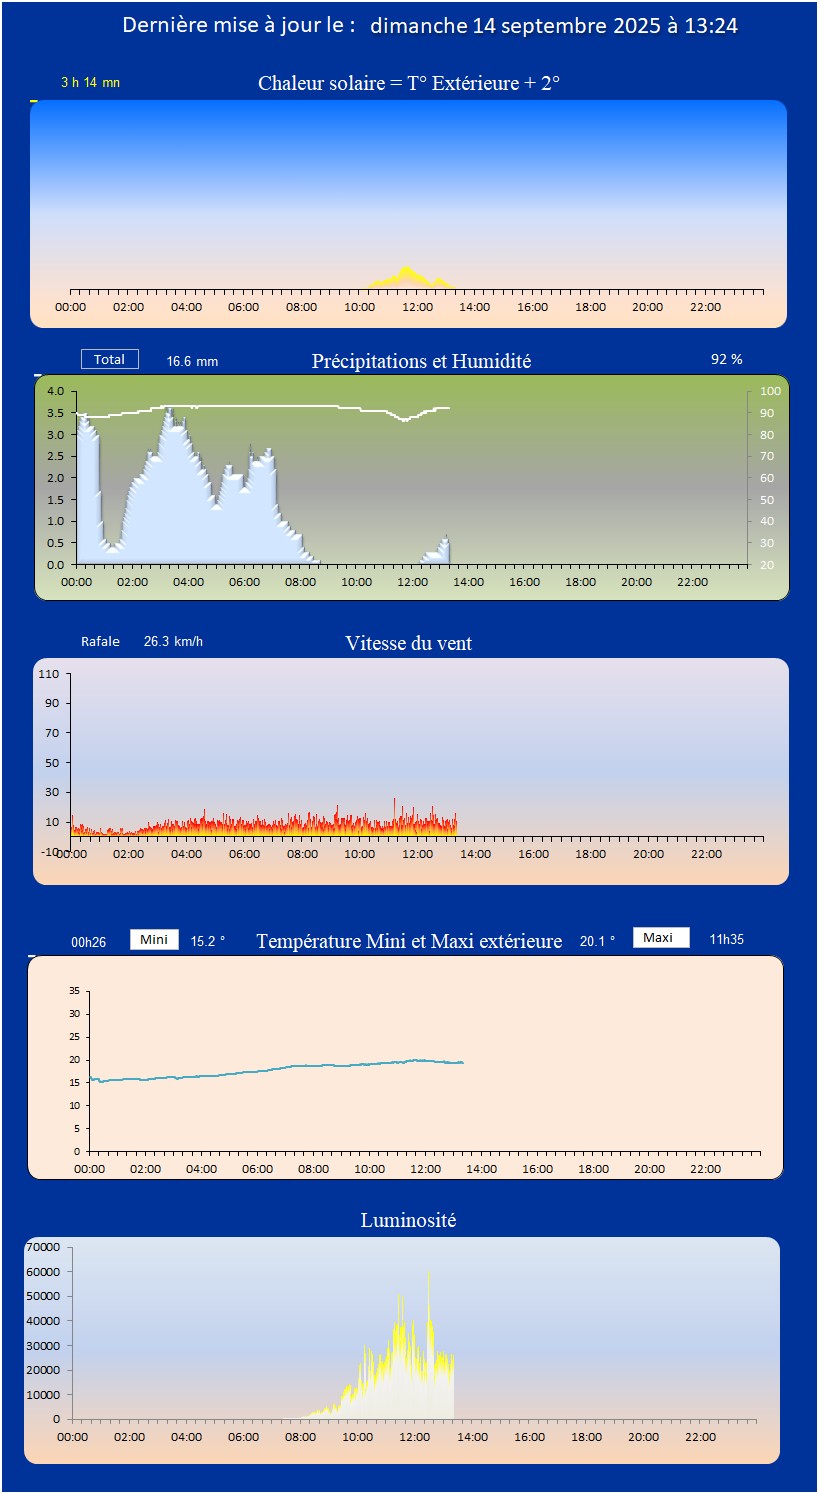 Dernière mise à jour le : dimanche 14 septembre 2025 à 13:24
3 h 14 mn Chaleur solaire = T° Extérieure + 2°
00:00 02:00 04:00 06:00 08:00 10:00 12:00 14:00 16:00 18:00 20:00 22:00
Total 16.6 mm Précipitations et Humidité 92 %
4.0 100
3.5 90
3.0 80
2.5 70
2.0 60
1.5 50
1.0 40
0.5 30
0.0 20
00:00 02:00 04:00 06:00 08:00 10:00 12:00 14:00 16:00 18:00 20:00 22:00
Rafale 26.3 km/h Vitesse du vent
110
90
70
50
30
10
-10
00:00 02:00 04:00 06:00 08:00 10:00 12:00 14:00 16:00 18:00 20:00 22:00
00h26 Mini 15.2 ° Température Mini et Maxi extérieure 20.1 ° Maxi 11h35
35
30
25
20
15
10
5
0
00:00 02:00 04:00 06:00 08:00 10:00 12:00 14:00 16:00 18:00 20:00 22:00
Luminosité
70000
60000
50000
40000
30000
20000
10000
0
00:00 02:00 04:00 06:00 08:00 10:00 12:00 14:00 16:00 18:00 20:00 22:00